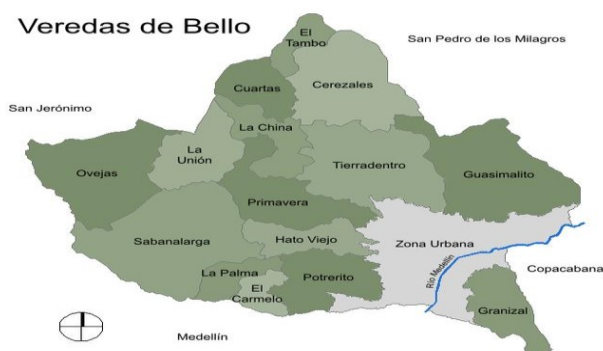 Veredas de Bello
El
Tambo
San Pedro de los Milagros
Cuartas
Cerezales
San Jerónimo
La China
La
Unión
Tierradentro
Ovejas
Guasimalito
Primavera
Sabanalarga
Hato Viejo
Zona Urbana
La Palma
El
Carmelo
Potrerito
Río Medellín
Copacabana
Granizal
Medellín